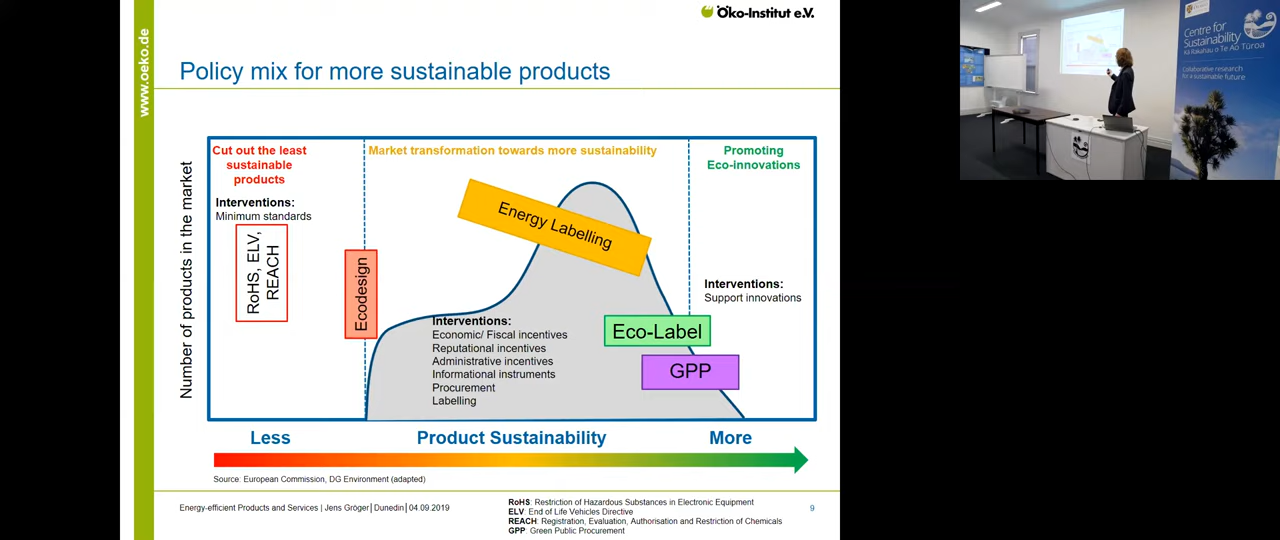 www.oeko.de
Öko-Institut e.V.
Policy mix for more sustainable products
Number of products in the market
Cut out the least
sustainable
products
Interventions:
Minimum standards
RoHS, ELV,
REACH
Ecodesign
Market transformation towards more sustainability
Energy Labelling
Interventions:
Economic/ Fiscal incentives
Reputational incentives
Administrative incentives
Informational instruments
Procurement
Labelling
Promoting
Eco-innovations
Interventions:
Support innovations
Eco-Label
GPP
Less
Product Sustainability
More
Source: European Commission, DG Environment (adapted)
Energy-efficient Products and Services | Jens Gröger | Dunedin | 04.09.2019
RoHS: Restriction of Hazardous Substances in Electronic Equipment
ELV: End of Life Vehicles Directive
REACH: Registration, Evaluation, Authorisation and Restriction of Chemicals
GPP: Green Public Procurement
9
Centre for
Sustainability
Kā Rakahau o Te Ao Tūroa
Collaborative research
for a sustainable future